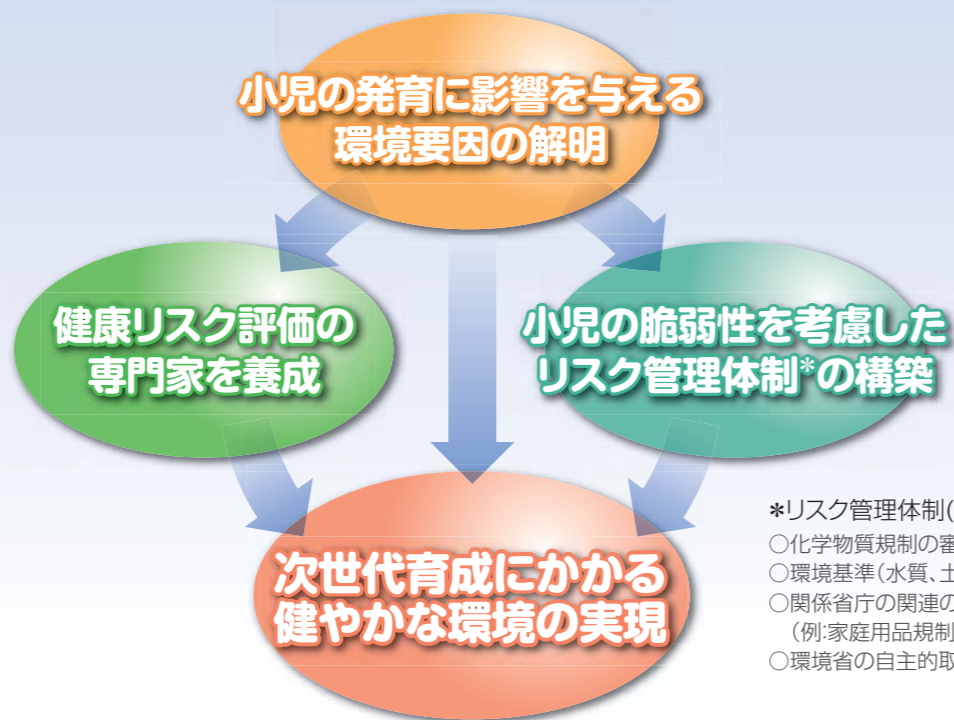 小児の発育に影響を与える
環境要因の解明
健康リスク評価の
専門家を養成
小児の脆弱性を考慮した
リスク管理体制*の構築
次世代育成にかかる
健やかな環境の実現
*リスク管理体制(
○化学物質規制の審
○環境基準(水質、土
○関係省庁の関連の
(例:家庭用品規制
○環境省の自主的取